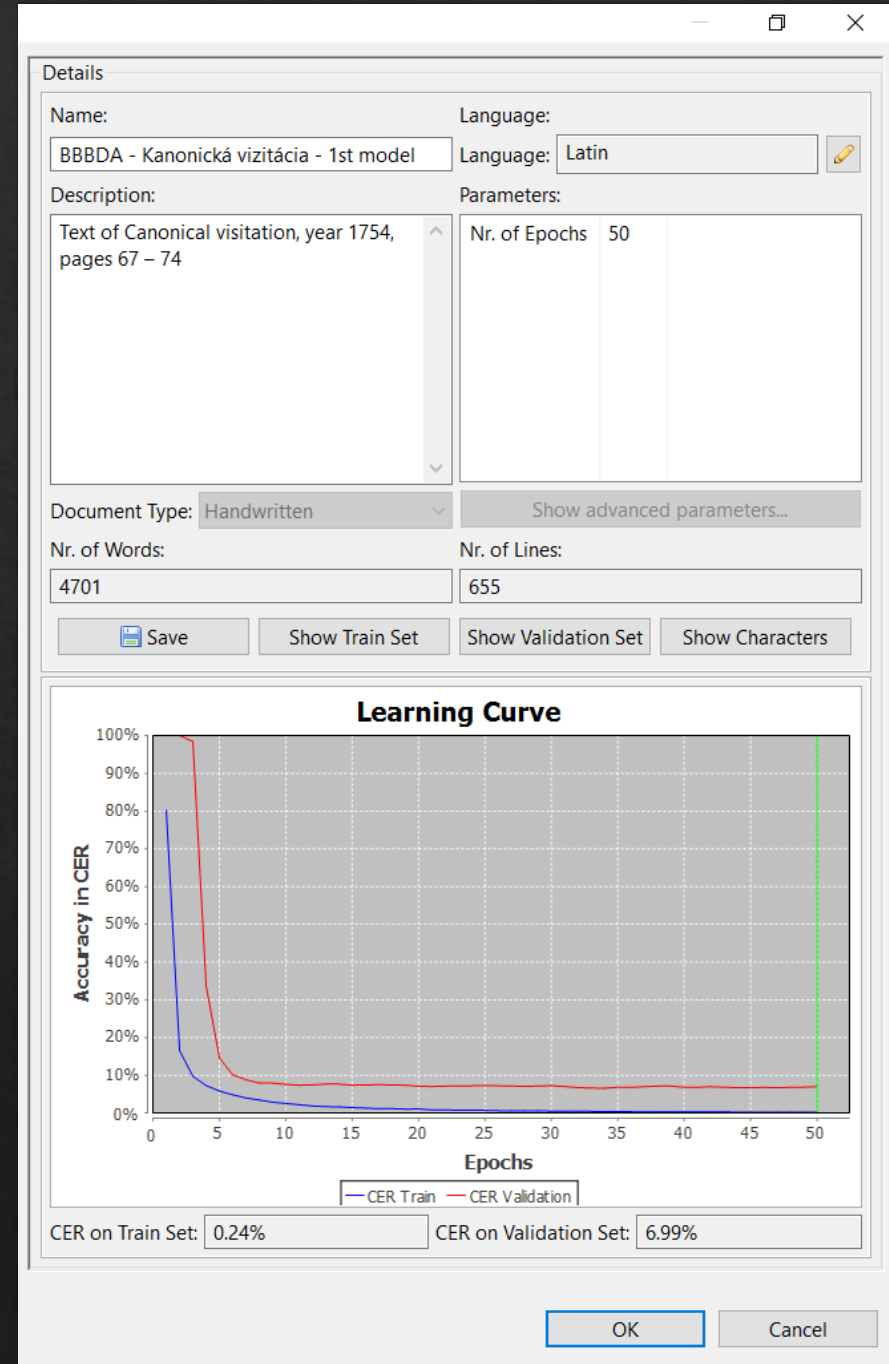 Details
Name:
Language:
BBBDA - Kanonická vizitácia - 1st model
Language: Latin
Description:
Parameters:
Text of Canonical visitation, year 1754,
pages 67 – 74
Nr. of Epochs 50
Document Type: Handwritten
Show advanced parameters...
Nr. of Words:
Nr. of Lines:
4701
655
Save
Show Train Set
Show Validation Set
Show Characters
Learning Curve
Accuracy in CER
100%
90%
80%
70%
60%
50%
40%
30%
20%
10%
0%
0 5 10 15 20 25 30 35 40 45 50
Epochs
CER Train CER Validation
CER on Train Set: 0.24%
CER on Validation Set: 6.99%
OK
Cancel